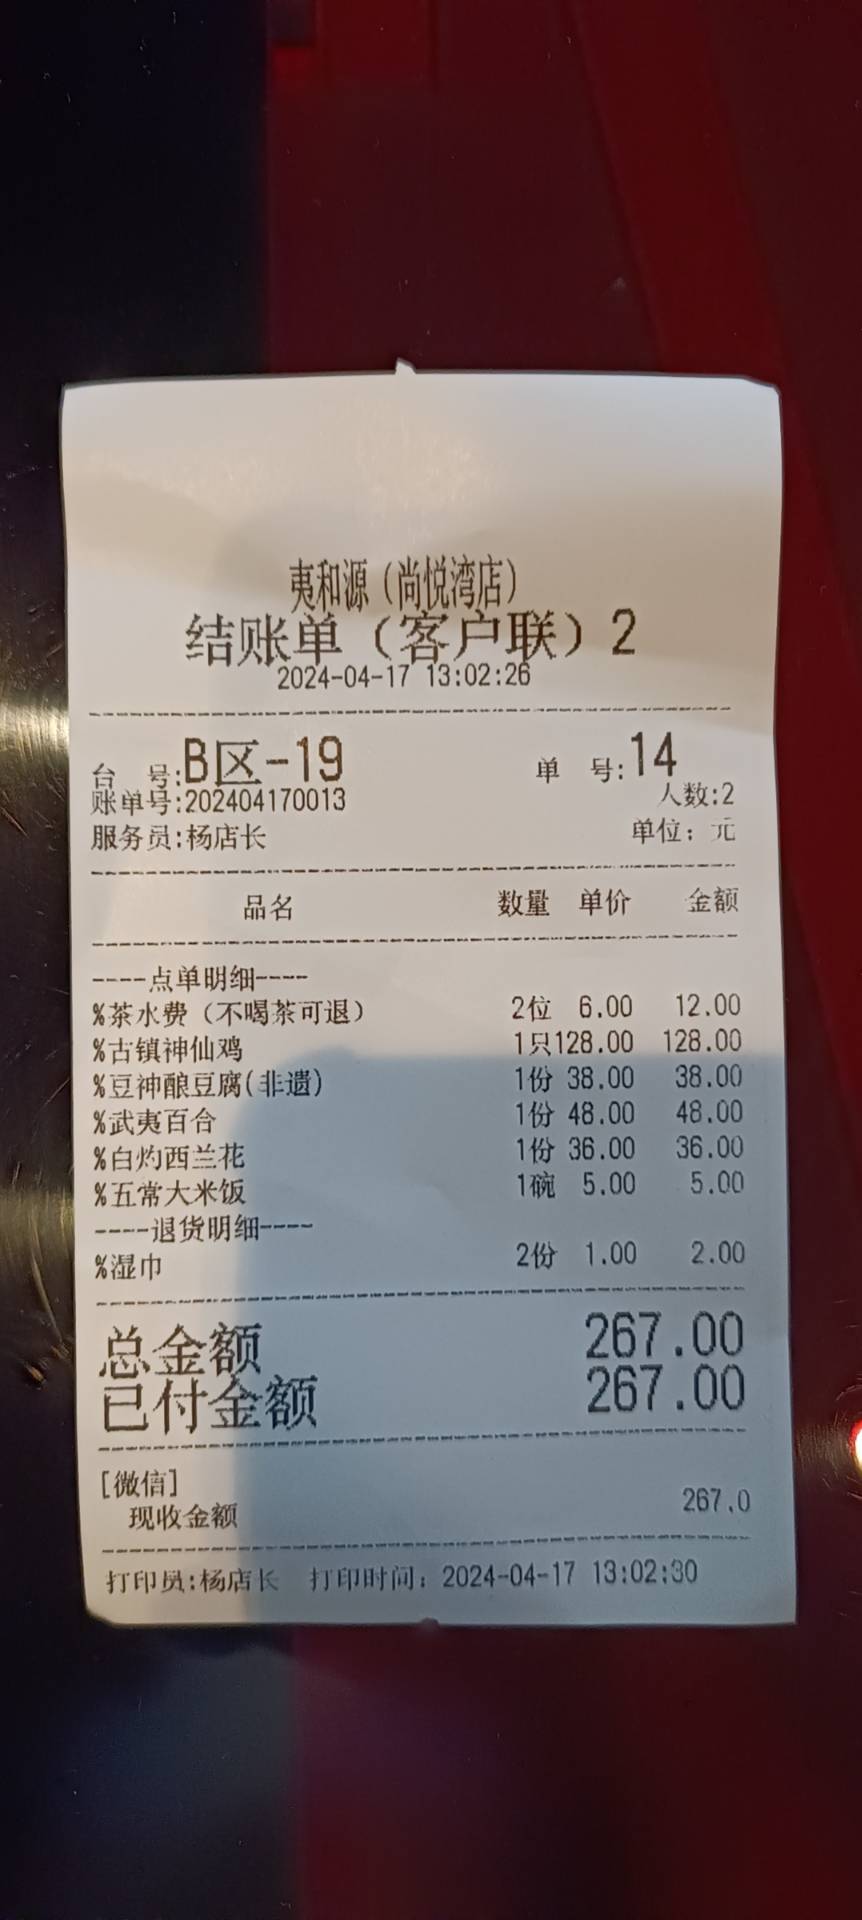 夷和源（尚悦湾店）
结账单（客户联）2
2024-04-17 13:02:26
台 号:B区-19 单 号:14
账单号:202404170013 人数:2
服务员:杨店长 单位：元
品名 数量 单价 金额
----点单明细----
%茶水费（不喝茶可退） 2位 6.00 12.00
%古镇神仙鸡 1只128.00 128.00
%豆神酿豆腐(非遗) 1份 38.00 38.00
%武夷百合 1份 48.00 48.00
%白灼西兰花 1份 36.00 36.00
%五常大米饭 1碗 5.00 5.00
----退货明细----
%湿巾 2份 1.00 2.00
总金额 267.00
已付金额 267.00
[微信]
现收金额 267.0
打印员:杨店长 打印时间：2024-04-17 13:02:30